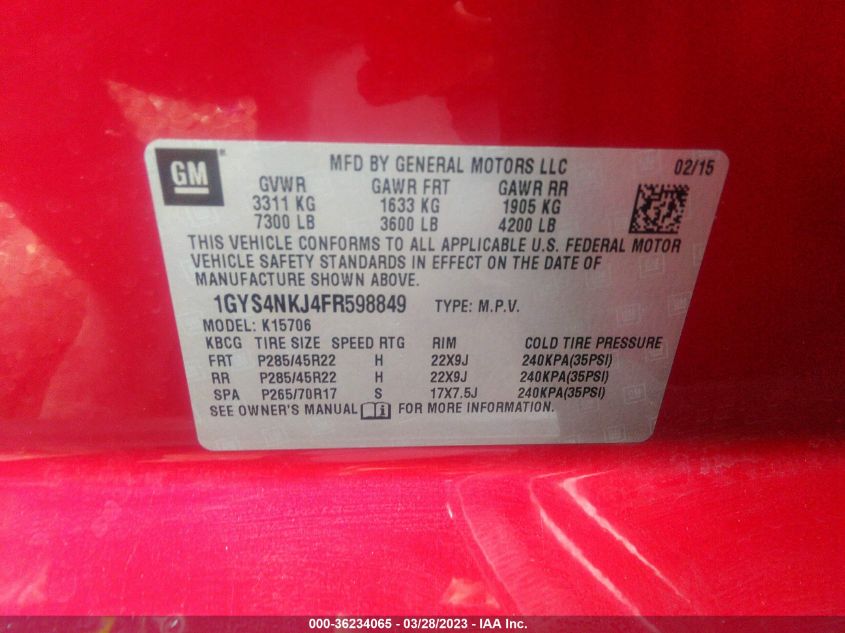 GM
MFD BY GENERAL MOTORS LLC 02/15
GVWR GAWR FRT GAWR RR
3311 KG 1633 KG 1905 KG
7300 LB 3600 LB 4200 LB
THIS VEHICLE CONFORMS TO ALL APPLICABLE U.S. FEDERAL MOTOR
VEHICLE SAFETY STANDARDS IN EFFECT ON THE DATE OF
MANUFACTURE SHOWN ABOVE.
1GYS4NKJ4FR598849 TYPE: M.P.V.
MODEL: K15706
KBCG TIRE SIZE SPEED RTG RIM COLD TIRE PRESSURE
FRT P285/45R22 H 22X9J 240KPA(35PSI)
RR P285/45R22 H 22X9J 240KPA(35PSI)
SPA P265/70R17 S 17X7.5J 240KPA(35PSI)
SEE OWNER'S MANUAL FOR MORE INFORMATION.
000-36234065 - 03/28/2023 - IAA Inc.